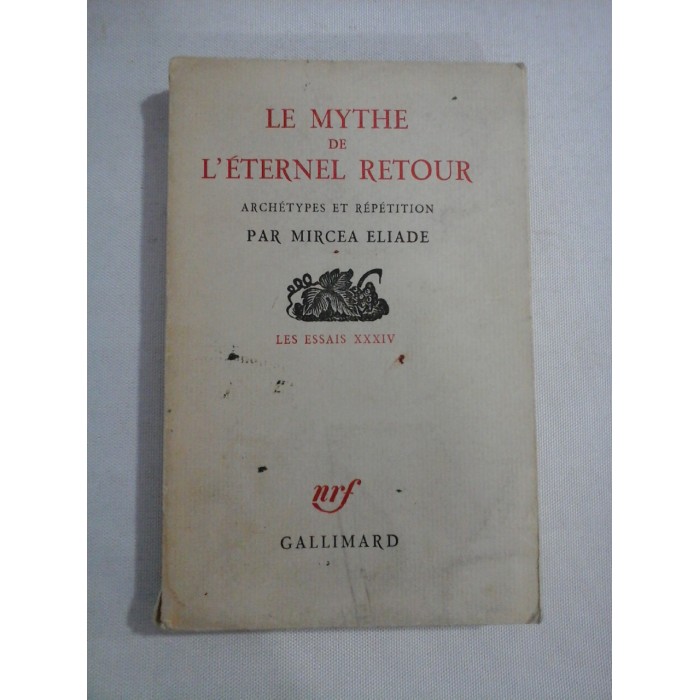 LE MYTHE
DE
L'ÉTERNEL RETOUR
ARCHÉTYPES ET RÉPÉTITION
PAR MIRCEA ELIADE
LES ESSAIS XXXIV
nrf
GALLIMARD